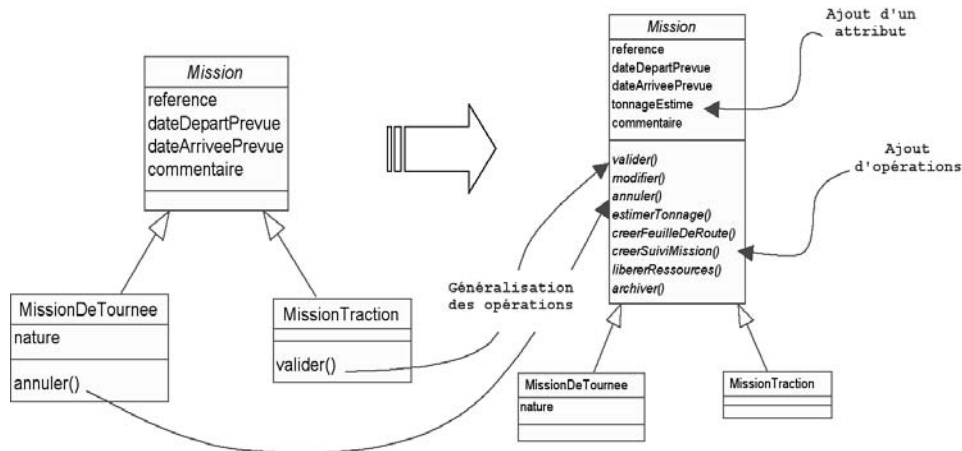 Mission
reference
dateDepartPrevue
dateArriveePrevue
commentaire
MissionDeTournee
nature
annuler()
MissionTraction
valider()
Généralisation
des opérations
Mission
reference
dateDepartPrevue
dateArriveePrevue
tonnageEstime
commentaire
valider()
modifier()
annuler()
estimerTonnage()
creerFeuilleDeRoute()
creerSuiviMission()
libererRessources()
archiver()
MissionDeTournee
nature
MissionTraction
Ajout d'un
attribut
Ajout
d'opérations